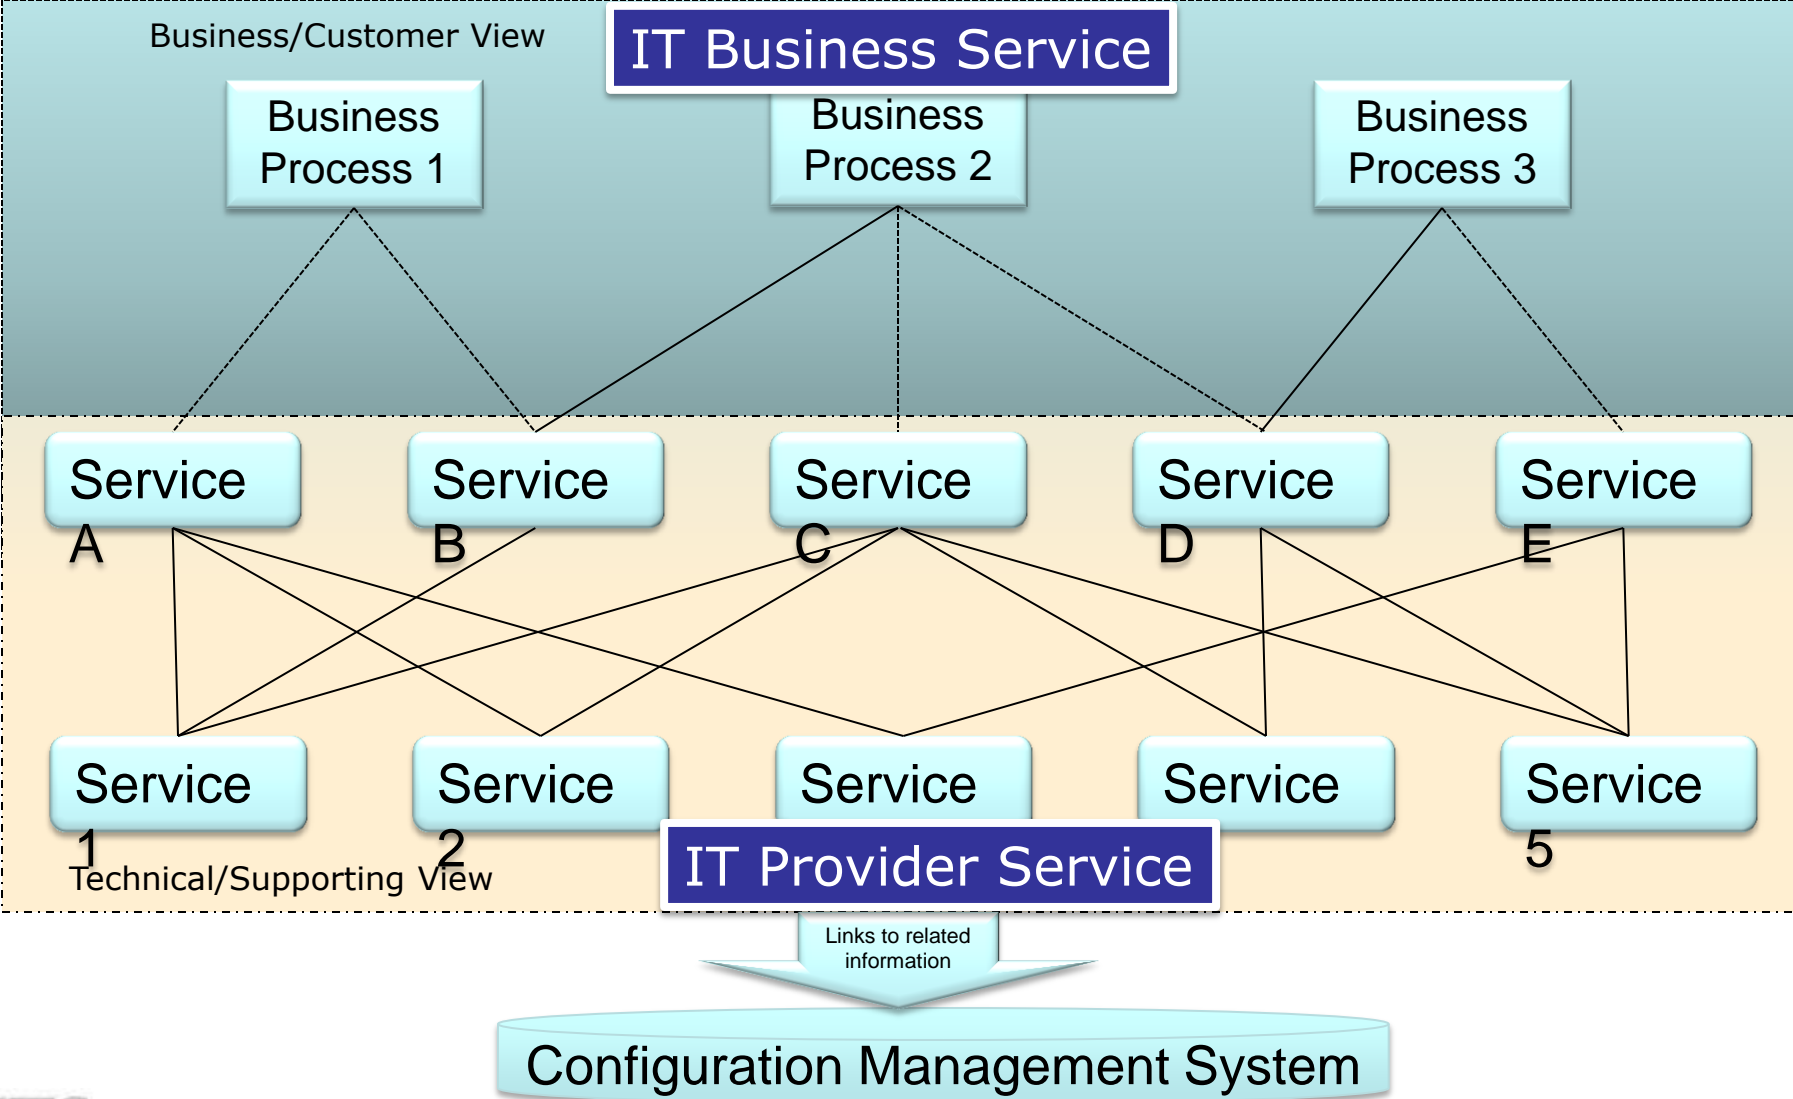 Business/Customer View
IT Business Service
Business
Process 1
Business
Process 2
Business
Process 3
Service
A
Service
B
Service
C
Service
D
Service
E
Service
1
Service
2
Service
Service
Service
5
Technical/Supporting View
IT Provider Service
Links to related
information
Configuration Management System